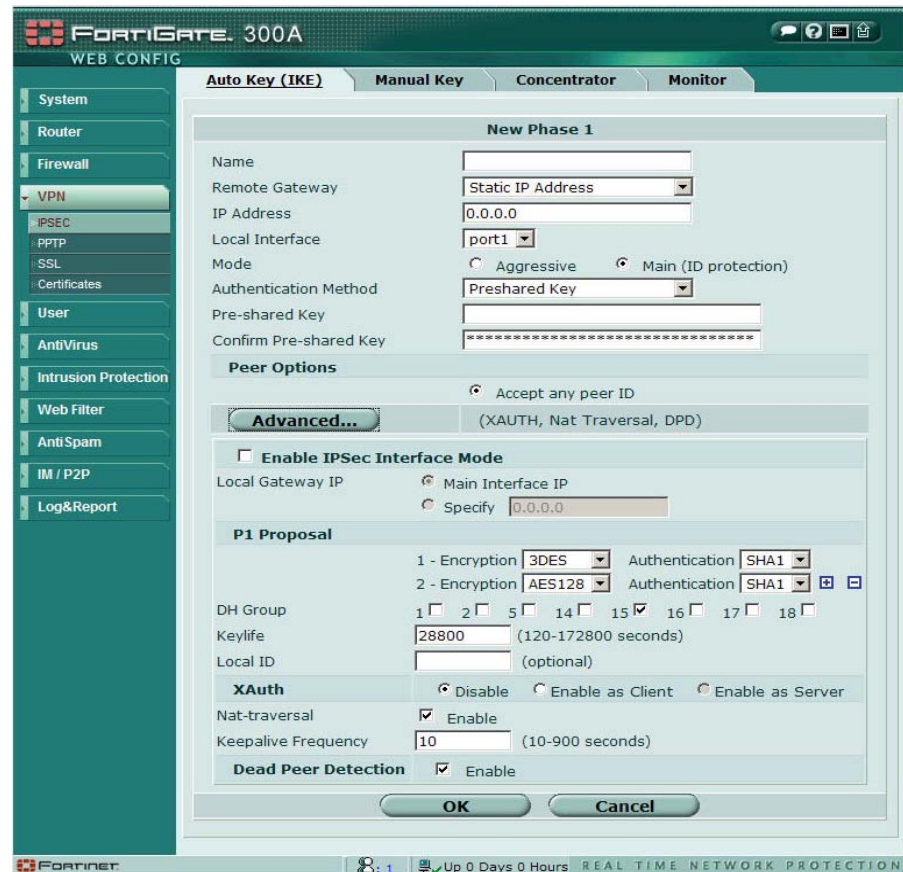 FORTIGATE. 300A
WEB CONFIG
Auto Key (IKE) Manual Key Concentrator Monitor
System
Router
Firewall
VPN
IPSEC
PPTP
SSL
Certificates
User
AntiVirus
Intrusion Protection
Web Filter
AntiSpam
IM / P2P
Log&Report
New Phase 1
Name
Remote Gateway Static IP Address
IP Address 0.0.0.0
Local Interface port1
Mode Aggressive Main (ID protection)
Authentication Method Preshared Key
Pre-shared Key
Confirm Pre-shared Key ******************************
Peer Options
Accept any peer ID
Advanced... (XAUTH, Nat Traversal, DPD)
Enable IPSec Interface Mode
Local Gateway IP Main Interface IP
Specify 0.0.0.0
P1 Proposal
1 - Encryption 3DES Authentication SHA1
2 - Encryption AES128 Authentication SHA1
DH Group 1 2 5 14 15 16 17 18
Keylife 28800 (120-172800 seconds)
Local ID (optional)
XAuth Disable Enable as Client Enable as Server
Nat-traversal Enable
Keepalive Frequency 10 (10-900 seconds)
Dead Peer Detection Enable
OK Cancel
FORTINET : 1 Up 0 Days 0 Hours REAL TIME NETWORK PROTECTION